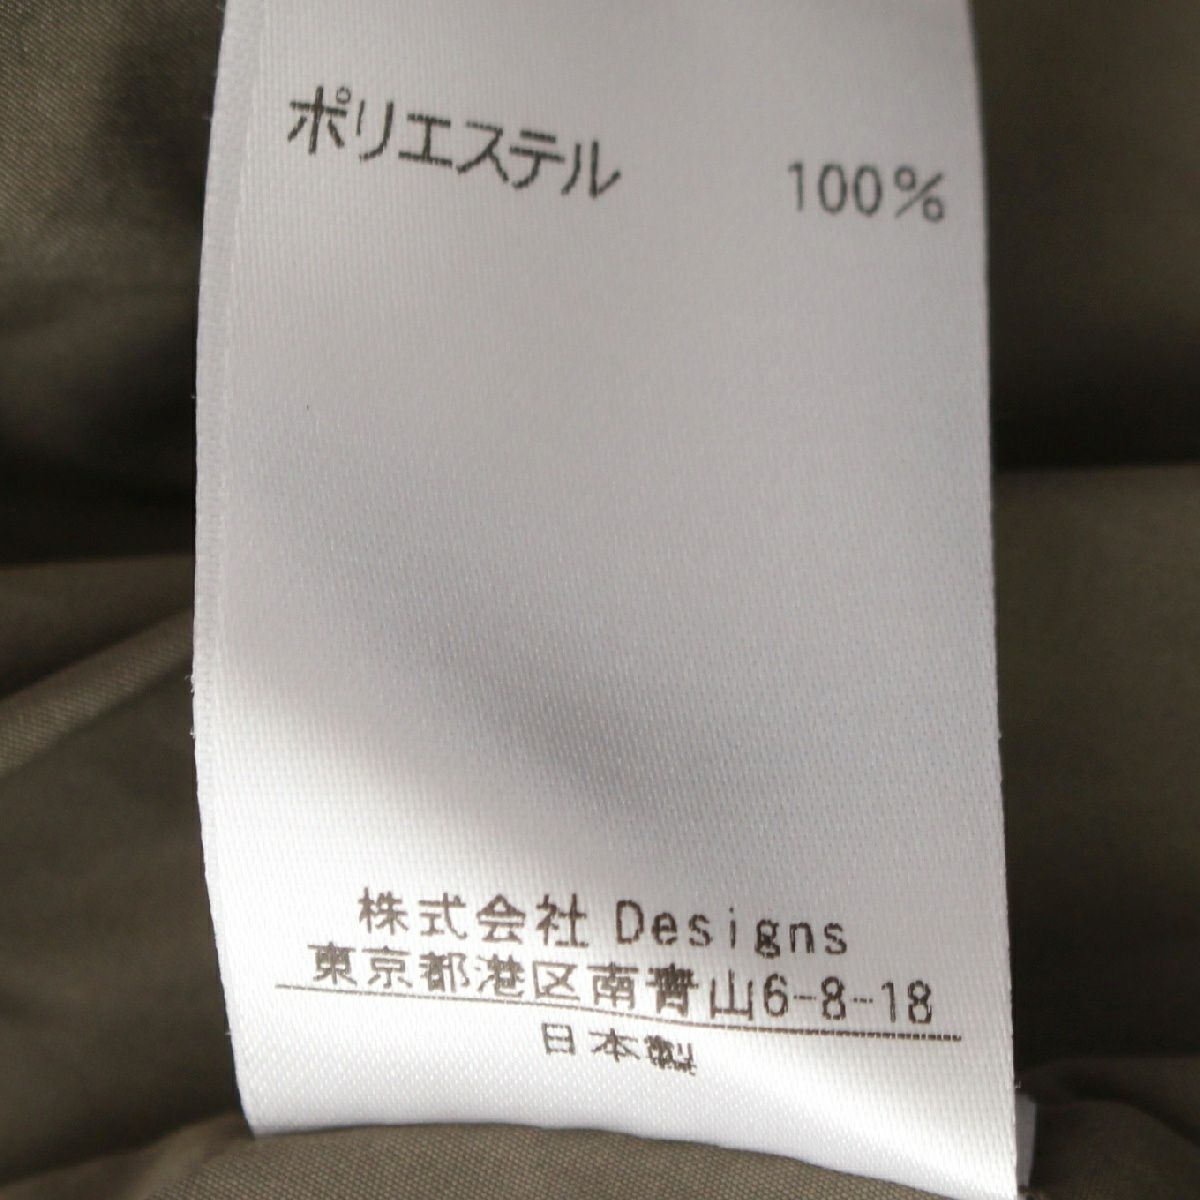 ポリエステル 100%
株式会社 Designs
東京都港区南青山6-8-18
日本製